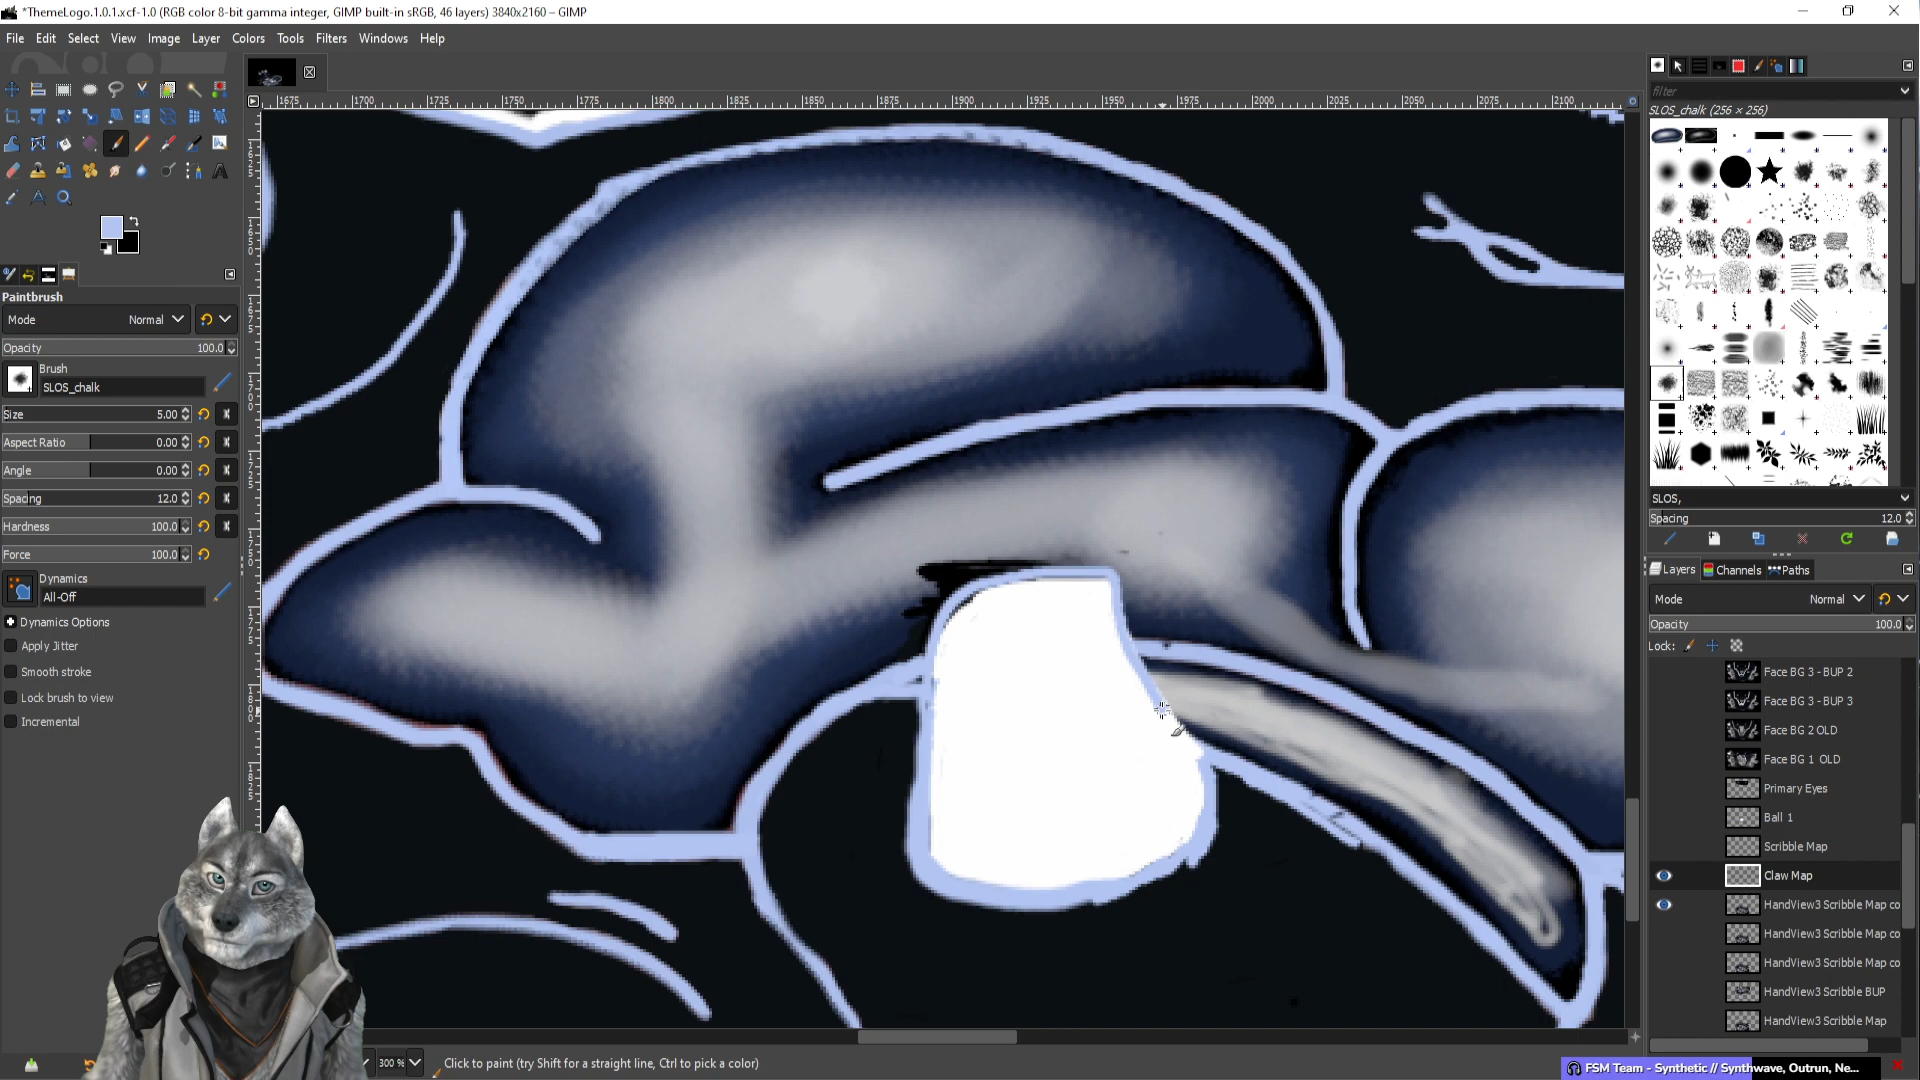 *ThemeLogo.1.0.1.xcf-1.0 (RGB color 8-bit gamma integer, GIMP built-in sRGB, 46 layers) 3840x2160 – GIMP
File Edit Select View Image Layer Colors Tools Filters Windows Help
1675 1700 1725 1750 1775 1800 1825 1850 1875 1900 1925 1950 1975 2000 2025 2050 2075 2100
filter
SLOS_chalk (256 × 256)
Paintbrush
Mode Normal
Opacity 100.0
Brush
SLOS_chalk
Size 5.00
Aspect Ratio 0.00
Angle 0.00
Spacing 12.0
Hardness 100.0
Force 100.0
Dynamics
All-Off
Dynamics Options
Apply Jitter
Smooth stroke
Lock brush to view
Incremental
SLOS,
Spacing 12.0
Layers Channels Paths
Mode Normal
Opacity 100.0
Lock:
Face BG 3 - BUP 2
Face BG 3 - BUP 3
Face BG 2 OLD
Face BG 1 OLD
Primary Eyes
Ball 1
Scribble Map
Claw Map
HandView3 Scribble Map co
HandView3 Scribble Map co
HandView3 Scribble Map co
HandView3 Scribble BUP
HandView3 Scribble Map
300 % Click to paint (try Shift for a straight line, Ctrl to pick a color)
FSM Team - Synthetic // Synthwave, Outrun, Ne...